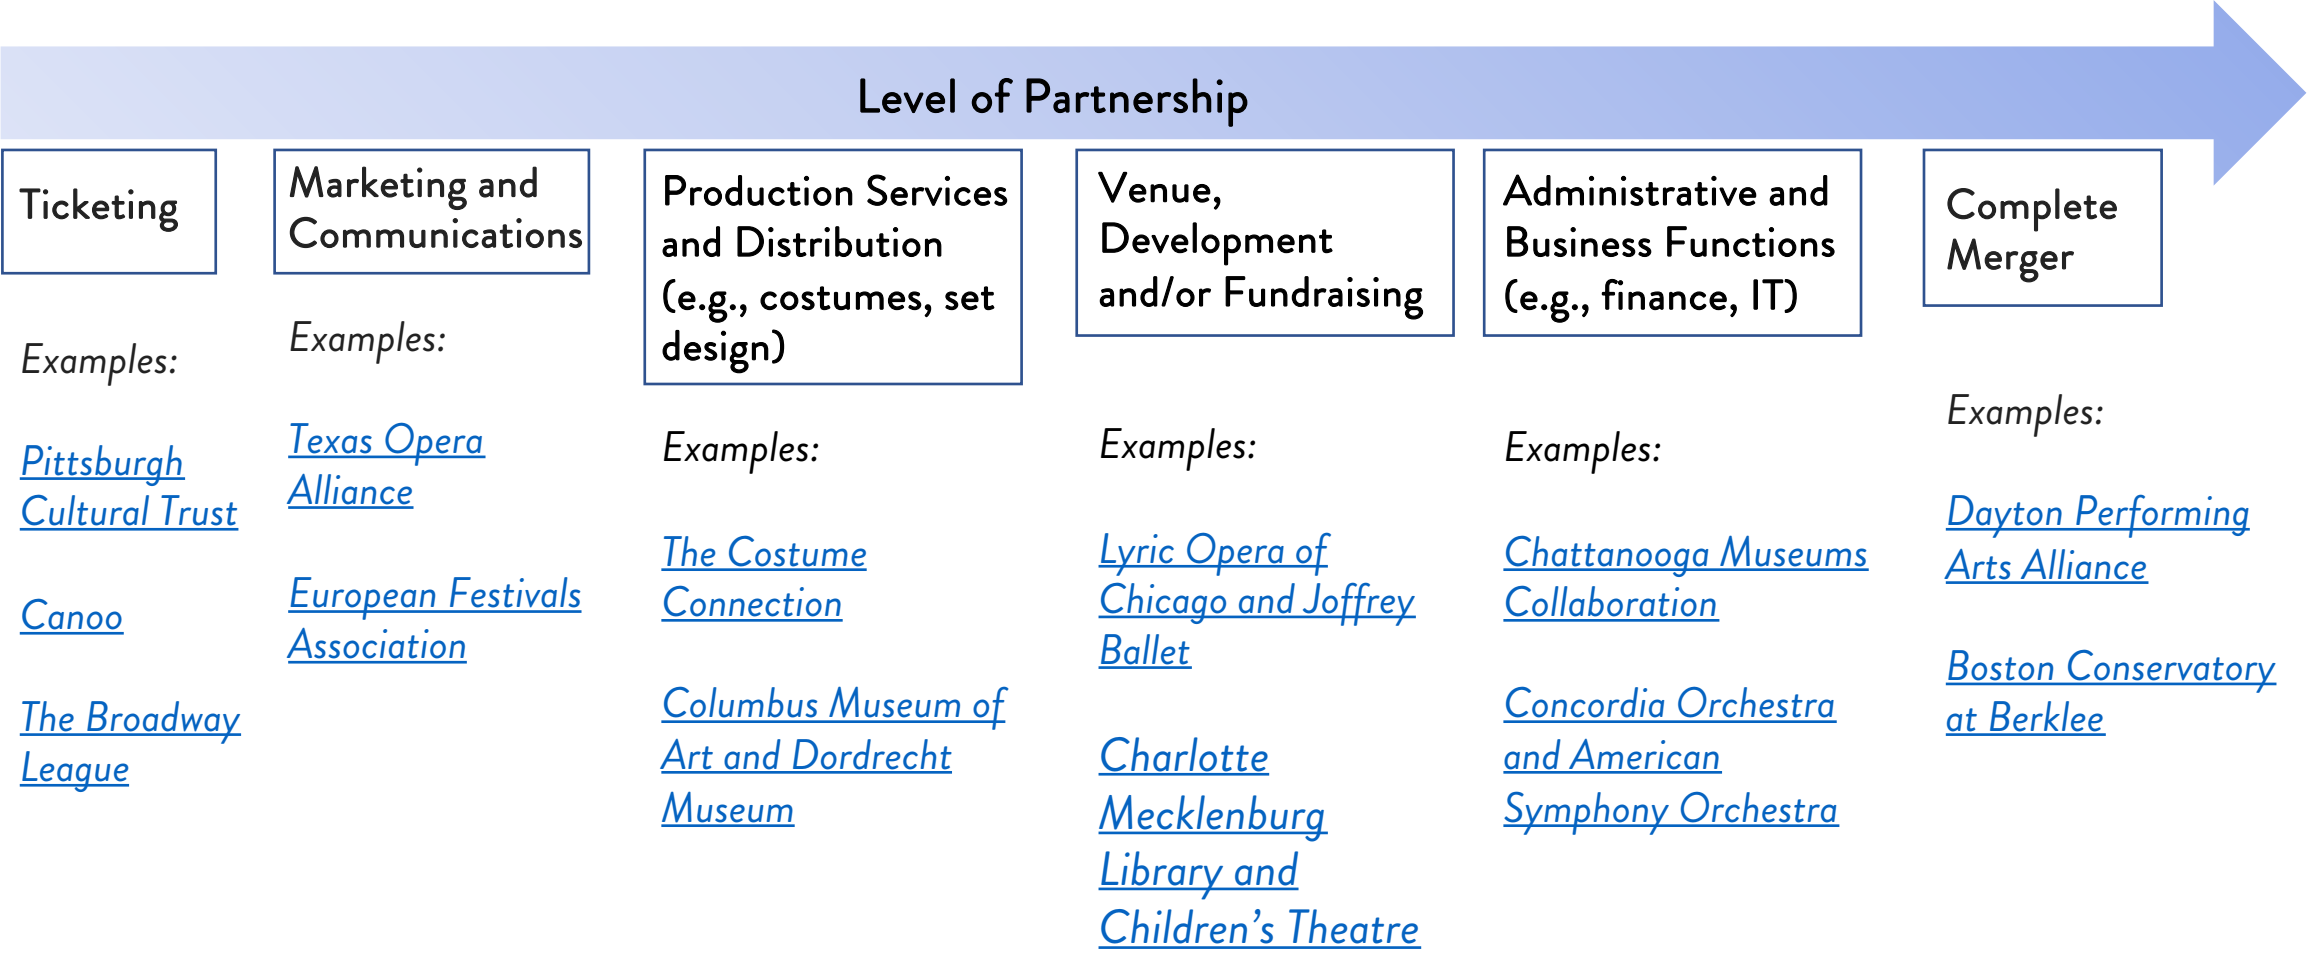 Level of Partnership
Ticketing
Examples:
Pittsburgh
Cultural Trust
Canoo
The Broadway
League
Marketing and
Communications
Examples:
Texas Opera
Alliance
European Festivals
Association
Production Services
and Distribution
(e.g., costumes, set
design)
Examples:
The Costume
Connection
Columbus Museum of
Art and Dordrecht
Museum
Venue,
Development
and/or Fundraising
Examples:
Lyric Opera of
Chicago and Joffrey
Ballet
Charlotte
Mecklenburg
Library and
Children’s Theatre
Administrative and
Business Functions
(e.g., finance, IT)
Examples:
Chattanooga Museums
Collaboration
Concordia Orchestra
and American
Symphony Orchestra
Complete
Merger
Examples:
Dayton Performing
Arts Alliance
Boston Conservatory
at Berklee